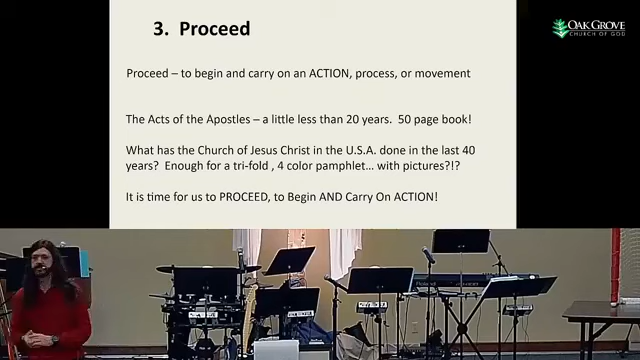 3. Proceed
OAK GROVE
CHURCH OF GOD
Proceed – to begin and carry on an ACTION, process, or movement
The Acts of the Apostles – a little less than 20 years. 50 page book!
What has the Church of Jesus Christ in the U.S.A. done in the last 40
years? Enough for a tri-fold , 4 color pamphlet... with pictures?!?
It is time for us to PROCEED, to Begin AND Carry On ACTION!